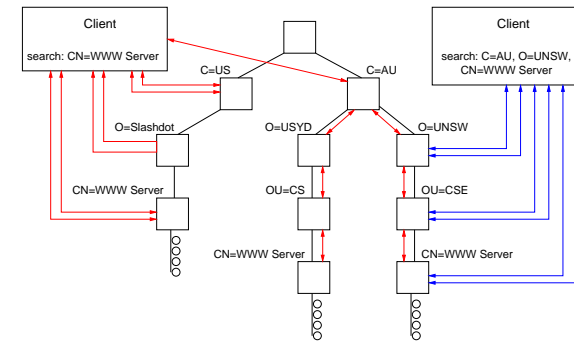 Client
search: CN=WWW Server
Client
search: C=AU, O=UNSW,
CN=WWW Server
C=US
C=AU
O=Slashdot
O=USYD
O=UNSW
CN=WWW Server
OU=CS
OU=CSE
CN=WWW Server
CN=WWW Server